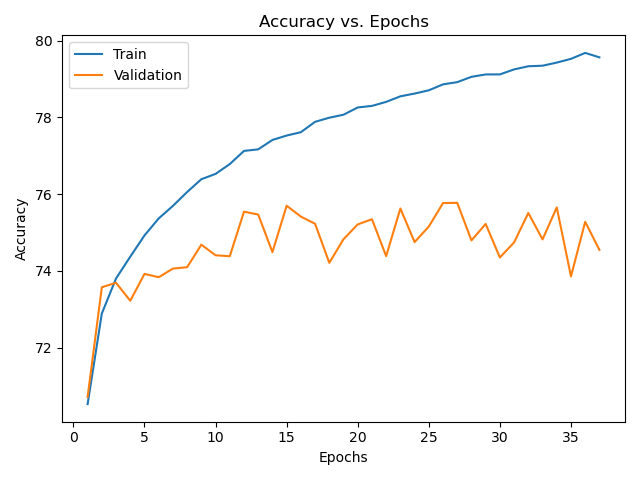 Accuracy vs. Epochs
Train
Validation
80
78
76
74
72
Accuracy
0 5 10 15 20 25 30 35
Epochs